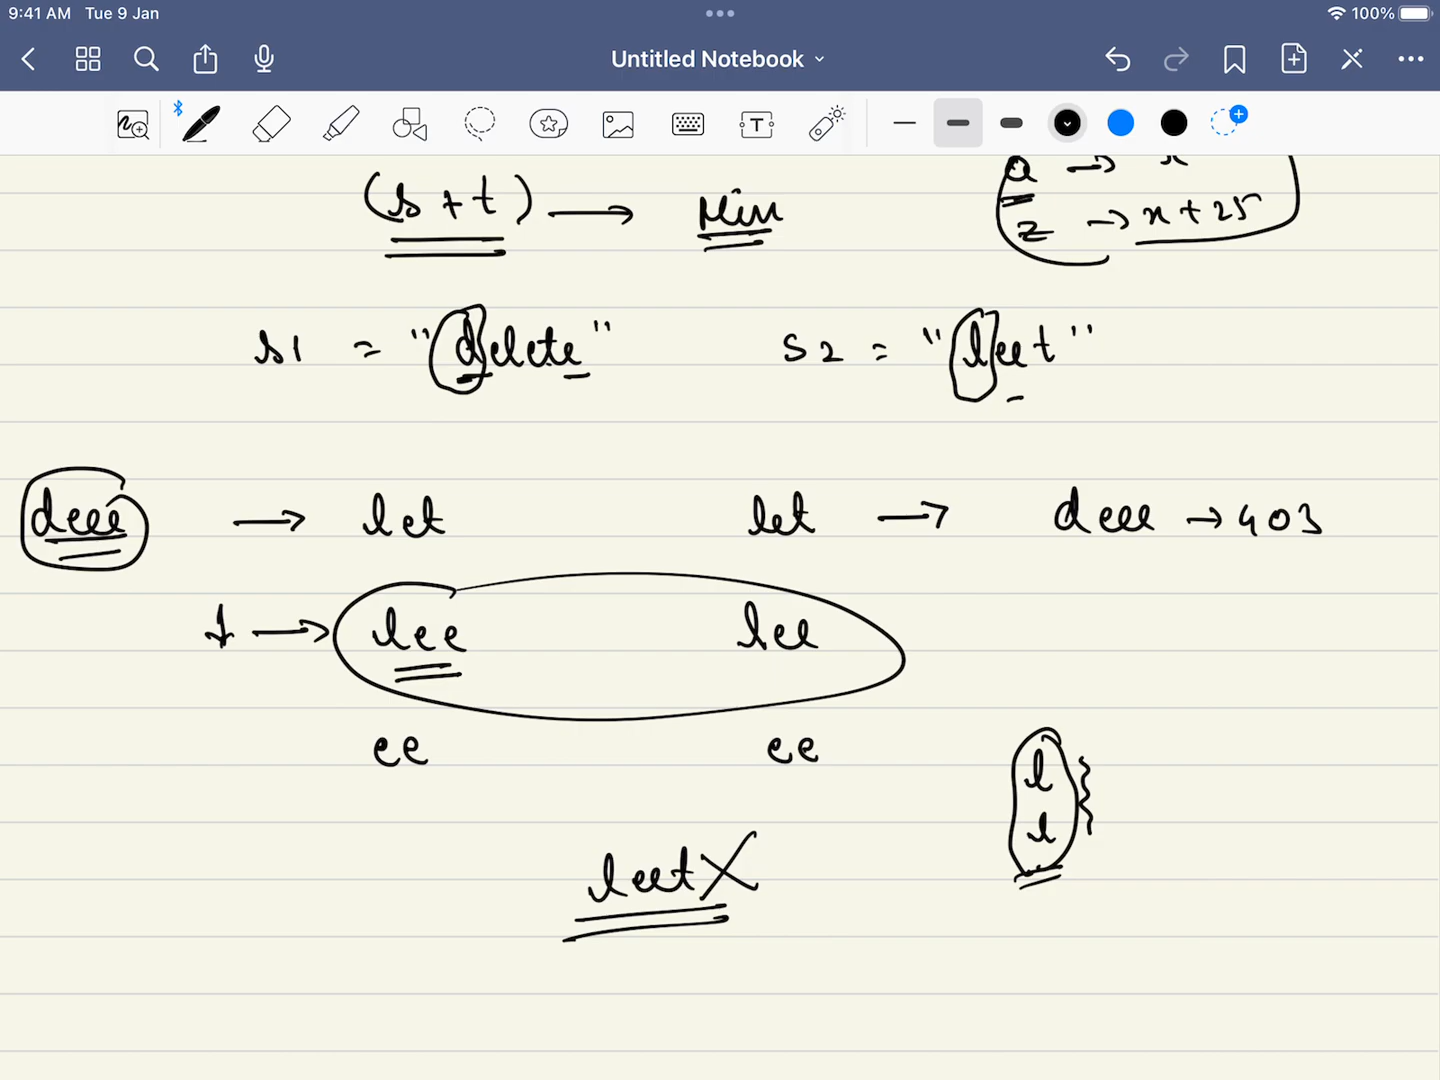 9:41 AM Tue 9 Jan 100%
Untitled Notebook
T
(s + t) → Min
a → x
z → x + 25
s1 = "delete" s2 = "leet"
deee → let let → deee → 403
t → lee lee
ee ee
l
l
leet X